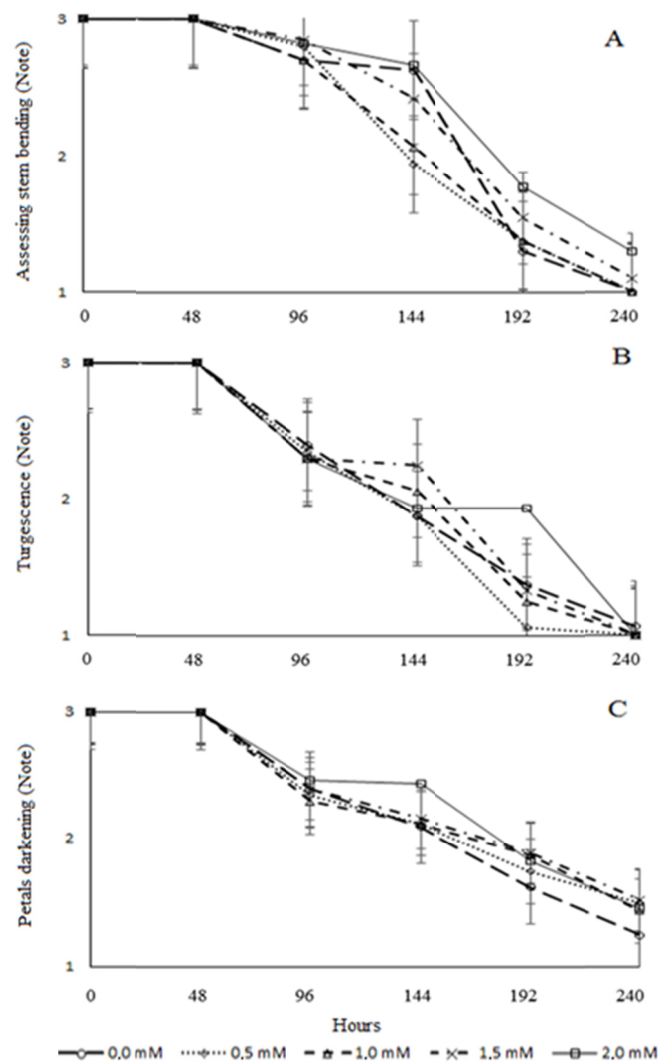 A
Assessing stem bending (Note)
3
2
1
0 48 96 144 192 240
B
Turgescence (Note)
3
2
1
0 48 96 144 192 240
C
Petals darkening (Note)
3
2
1
0 48 96 144 192 240
Hours
0.0 mM 0.5 mM 1.0 mM 1.5 mM 2.0 mM